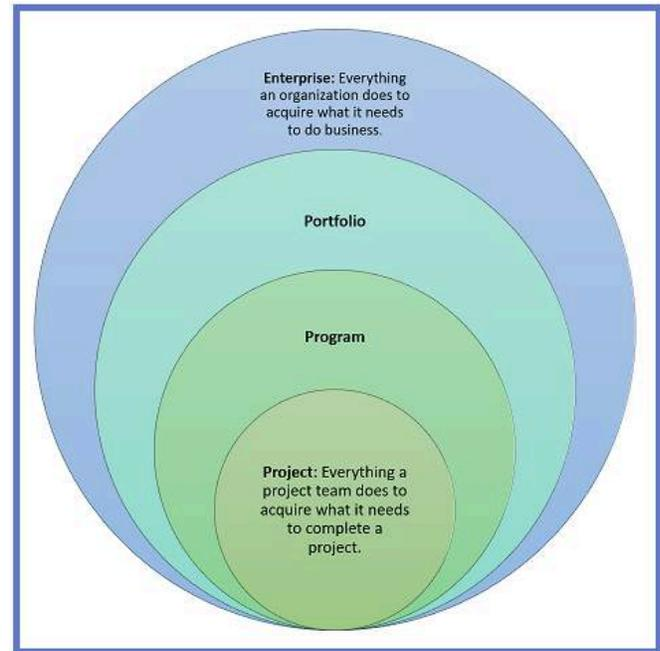 Enterprise: Everything
an organization does to
acquire what it needs
to do business.
Portfolio
Program
Project: Everything a
project team does to
acquire what it needs
to complete a
project.